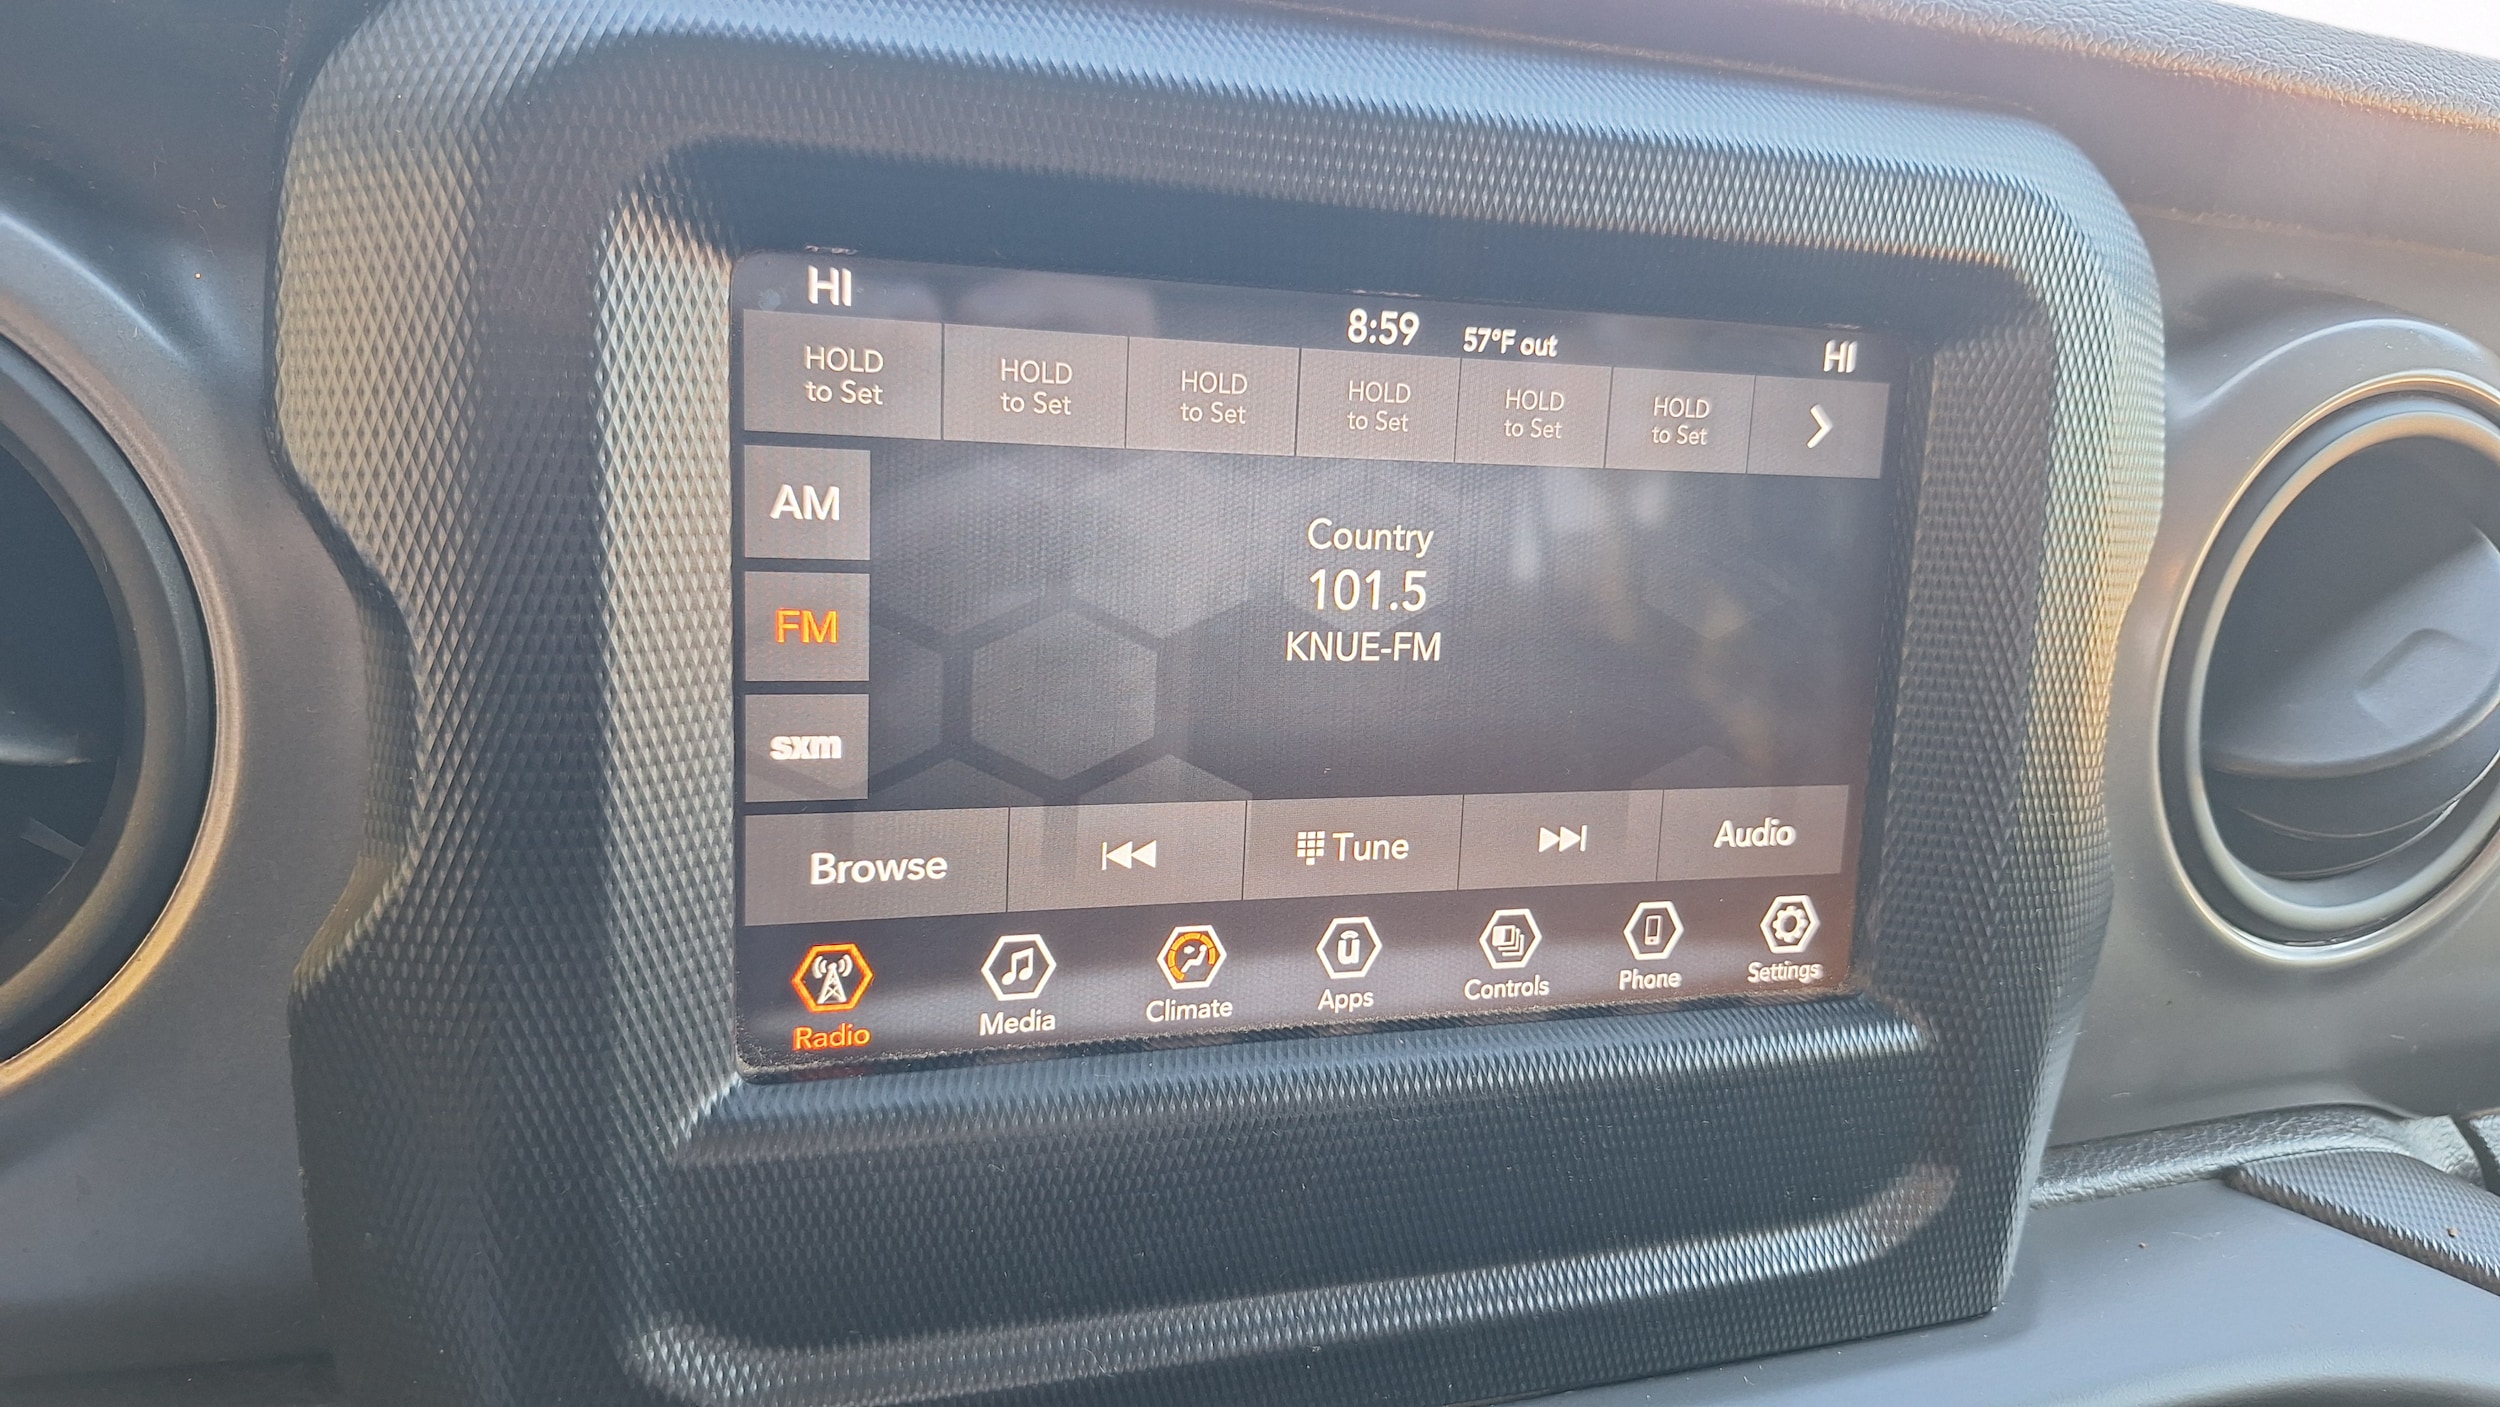 HI
8:59
57°F out
HI
HOLD
to Set
HOLD
to Set
HOLD
to Set
HOLD
to Set
HOLD
to Set
HOLD
to Set
AM
FM
sxm
Country
101.5
KNUE-FM
Browse
Tune
Audio
Radio
Media
Climate
Apps
Controls
Phone
Settings